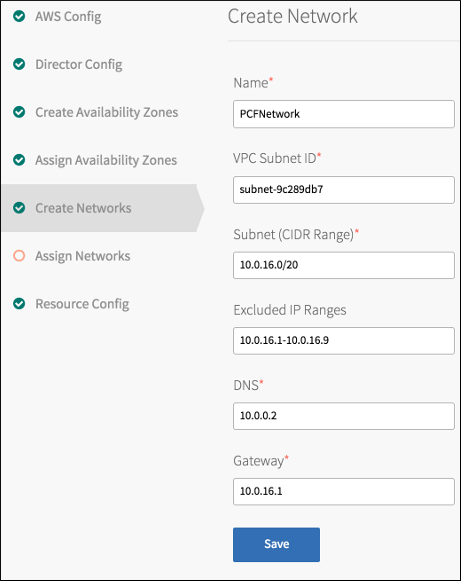 AWS Config
Director Config
Create Availability Zones
Assign Availability Zones
Create Networks
Assign Networks
Resource Config
Create Network
Name*
PCFNetwork
VPC Subnet ID*
subnet-9c289db7
Subnet (CIDR Range)*
10.0.16.0/20
Excluded IP Ranges
10.0.16.1-10.0.16.9
DNS*
10.0.0.2
Gateway*
10.0.16.1
Save